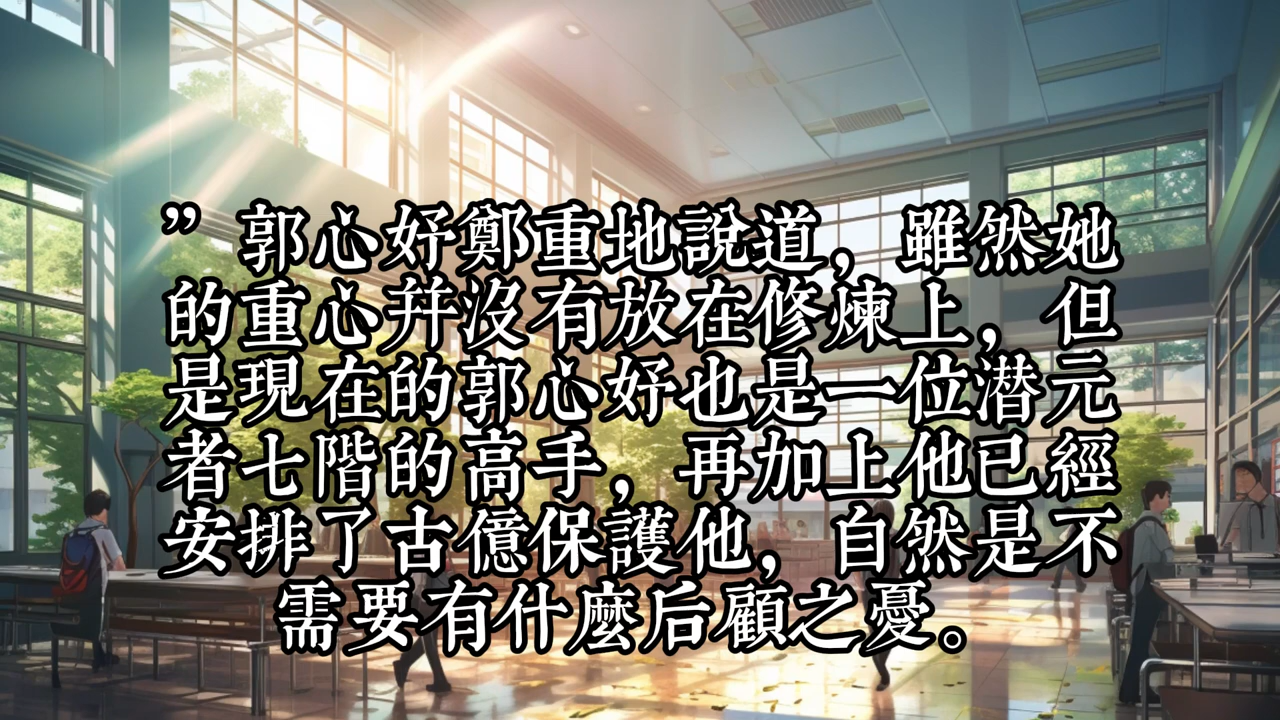 ”郭心妤鄭重地說道，雖然她
的重心并沒有放在修煉上，但
是現在的郭心妤也是一位潜元
者七階的高手，再加上他已經
安排了古億保護他，自然是不
需要有什麼后顧之憂。